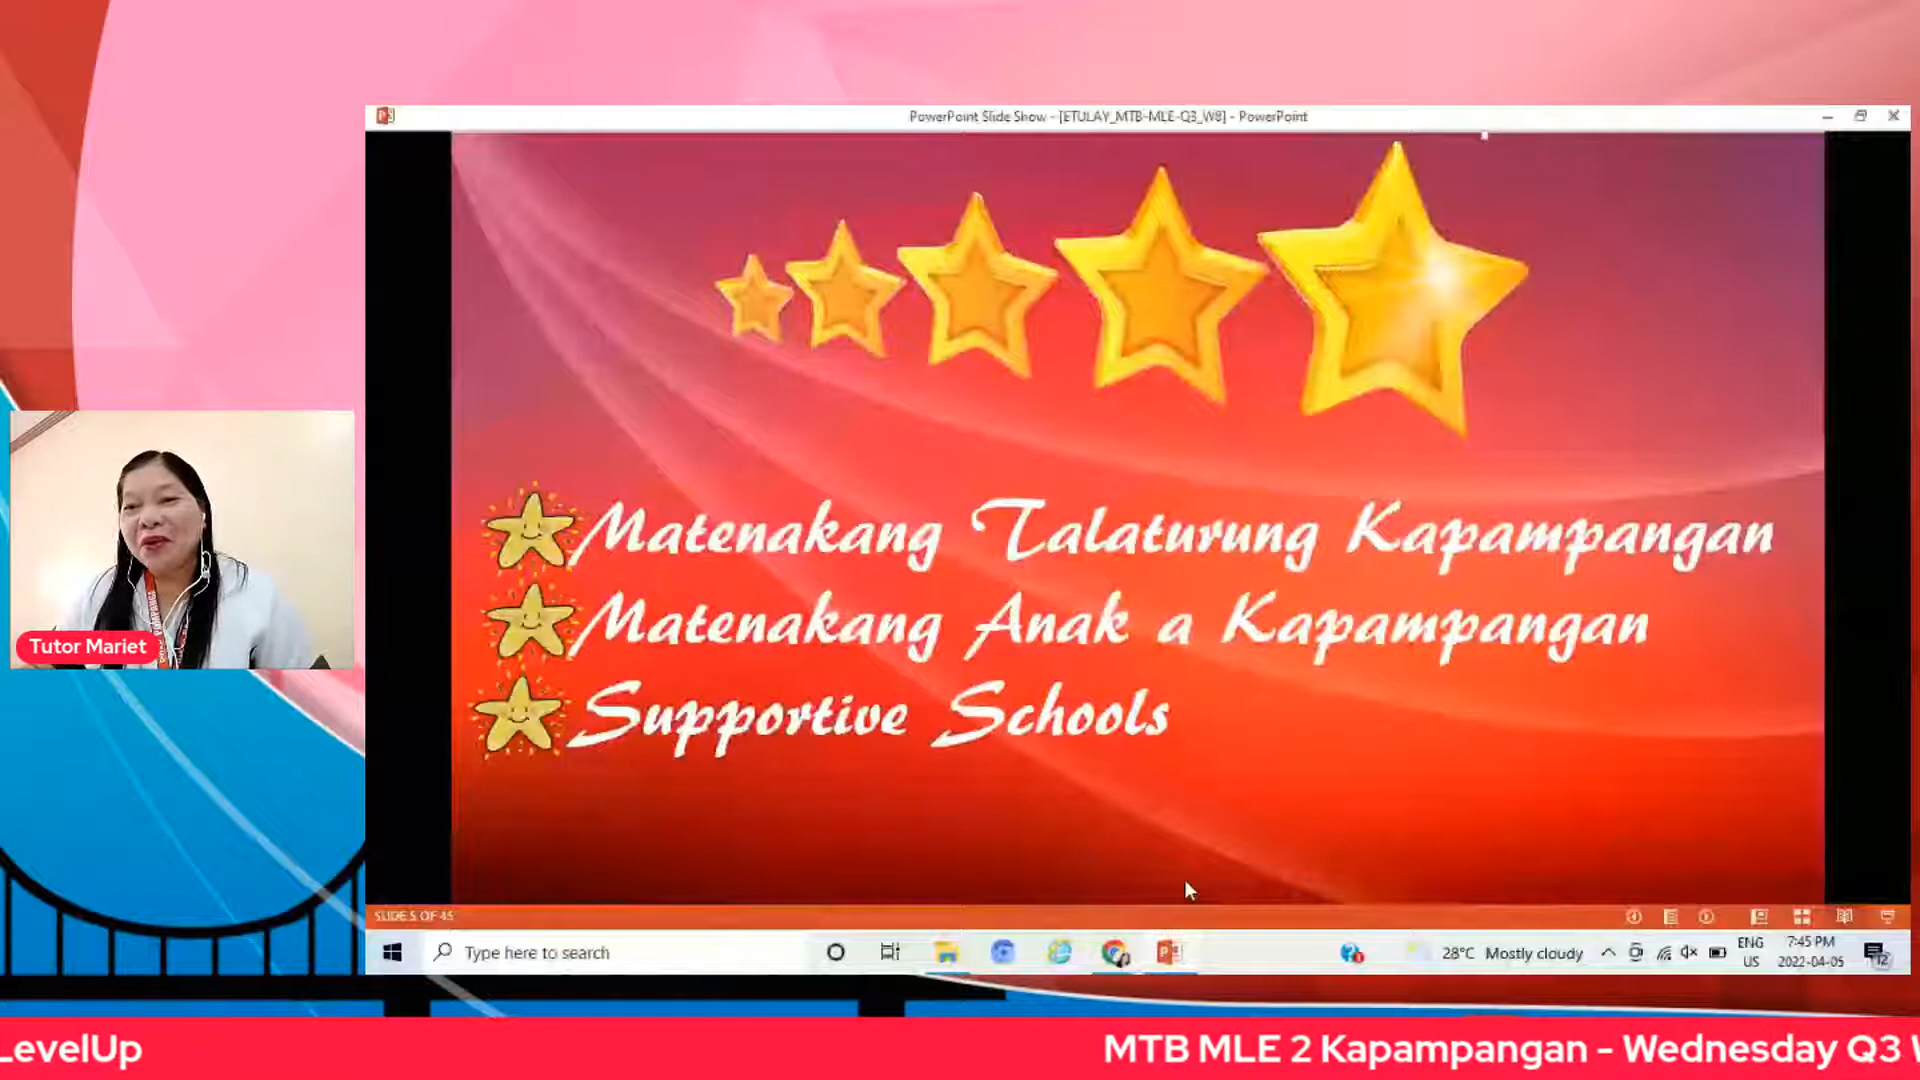 PowerPoint Slide Show - [ETULAY_MTB-MLE-Q3_W8] - PowerPoint
Matenakang Talaturung Kapampangan
Matenakang Anak a Kapampangan
Supportive Schools
Tutor Mariet
SLIDE 5 OF 45
Type here to search
28°C Mostly cloudy
ENG
US
7:45 PM
2022-04-05
12
LevelUp
MTB MLE 2 Kapampangan - Wednesday Q3